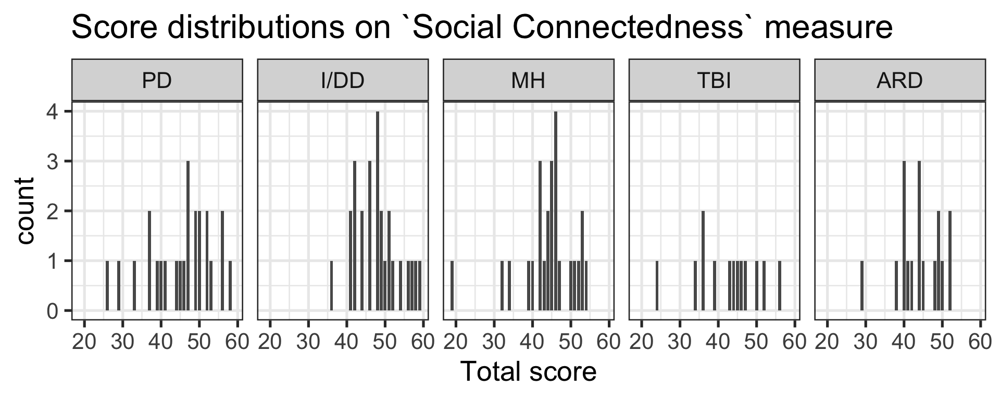 Score distributions on `Social Connectedness` measure
PD I/DD MH TBI ARD
4
3
2
1
0
count
20 30 40 50 60 20 30 40 50 60 20 30 40 50 60 20 30 40 50 60 20 30 40 50 60
Total score